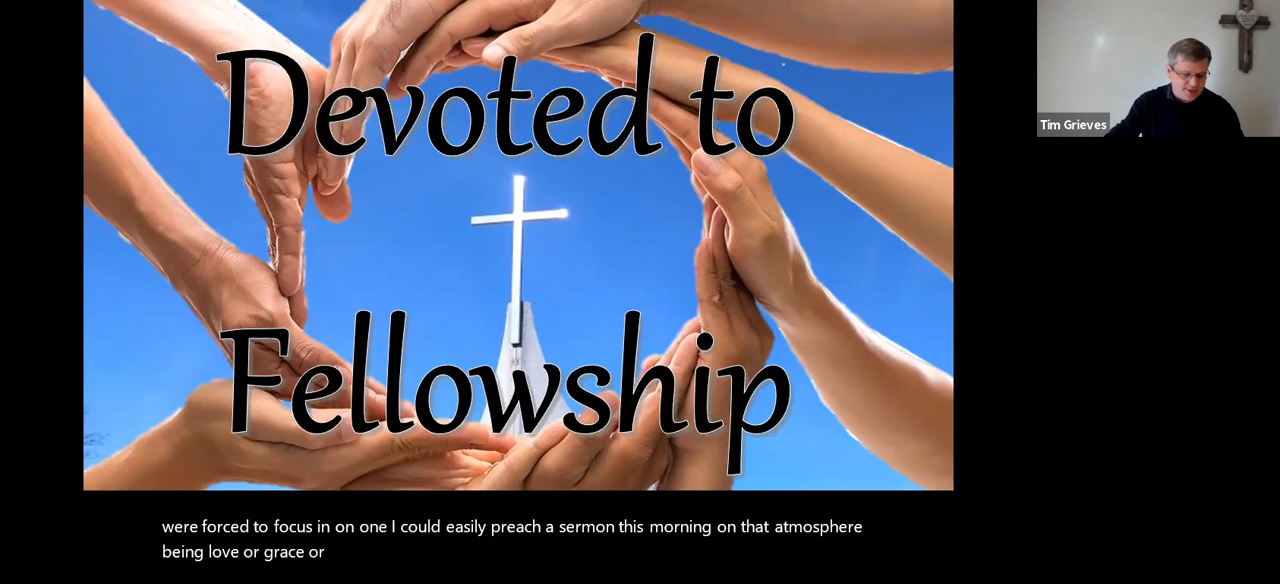 Devoted to
Fellowship
Tim Grieves
were forced to focus in on one I could easily preach a sermon this morning on that atmosphere
being love or grace or